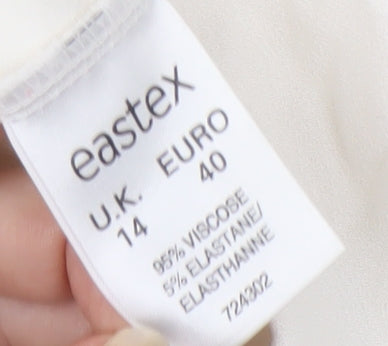 eastex
U.K. EURO
14 40
95% VISCOSE
5% ELASTANE/
ELASTHANNE
724302